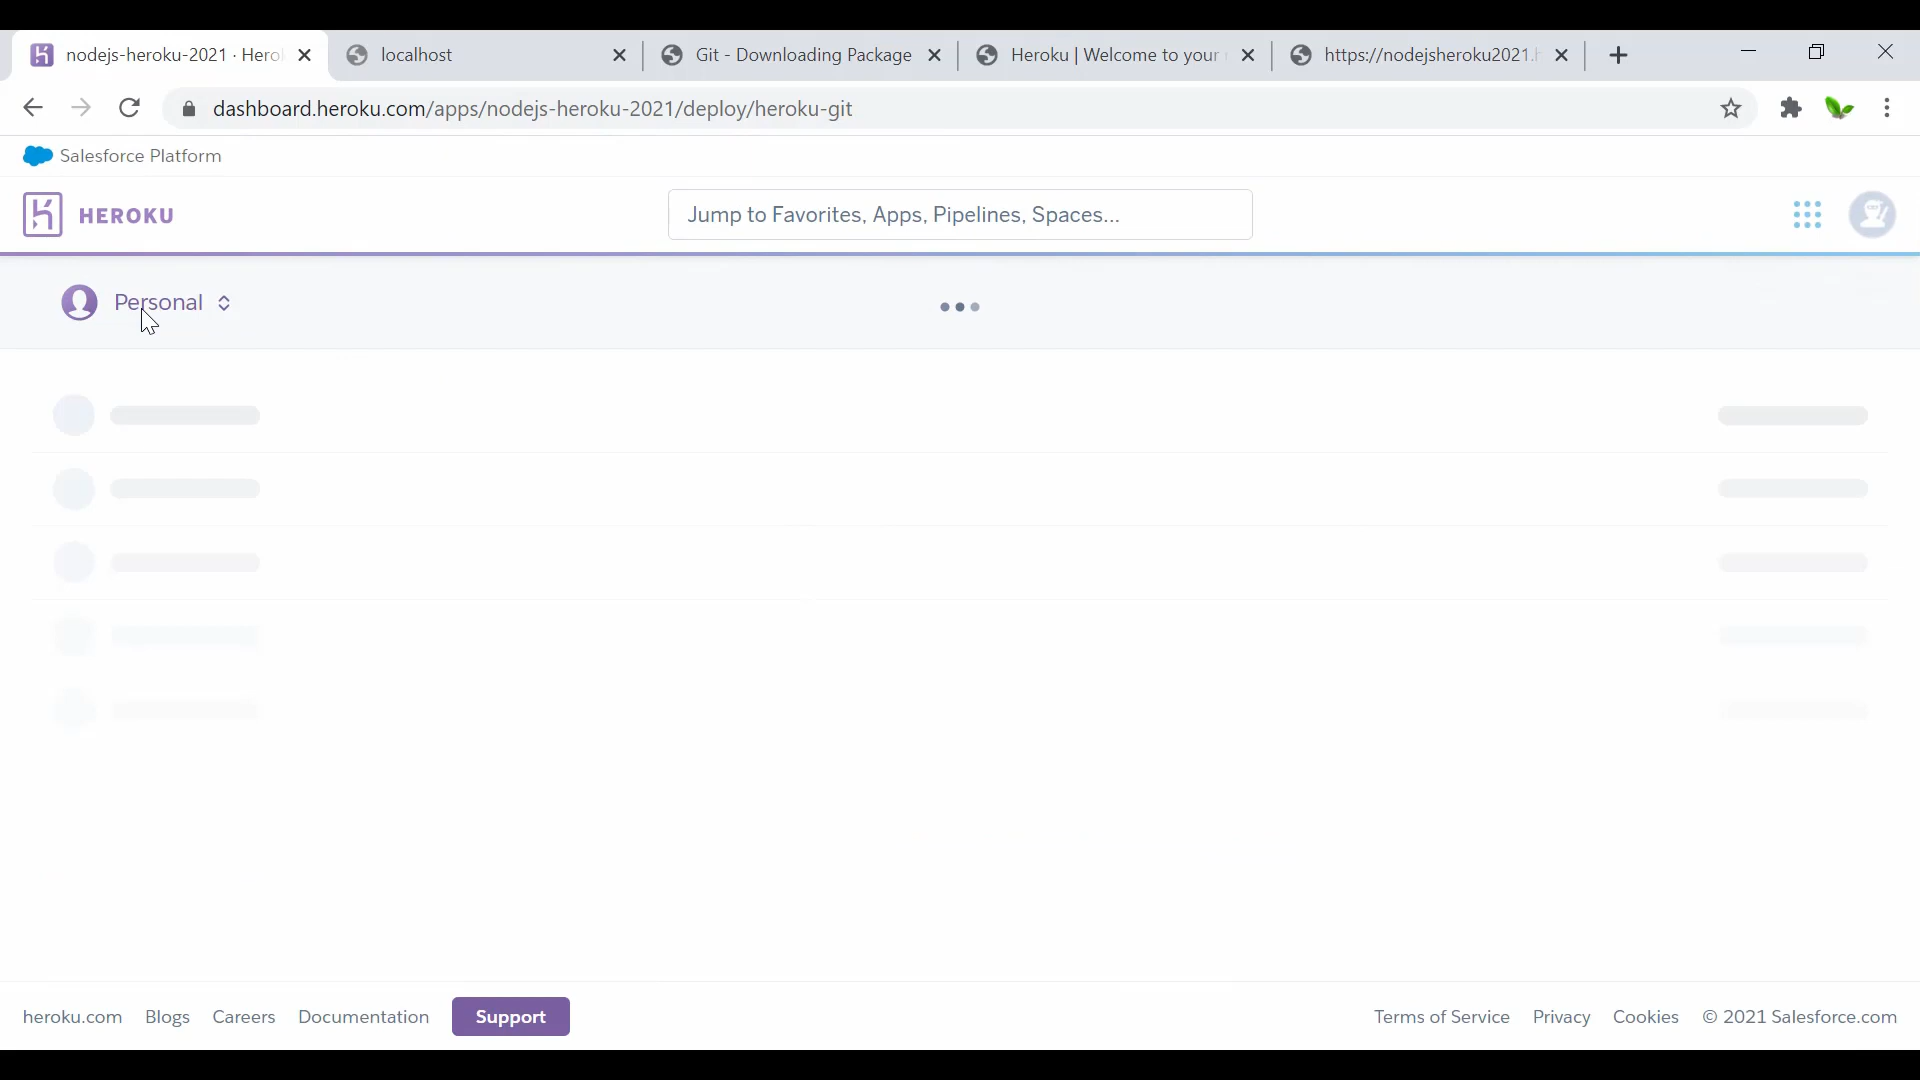 nodejs-heroku-2021 · Hero
localhost
Git - Downloading Package
Heroku | Welcome to your
https://nodejsheroku2021.h
dashboard.heroku.com/apps/nodejs-heroku-2021/deploy/heroku-git
Salesforce Platform
HEROKU
Jump to Favorites, Apps, Pipelines, Spaces...
Personal
heroku.com Blogs Careers Documentation Support Terms of Service Privacy Cookies © 2021 Salesforce.com